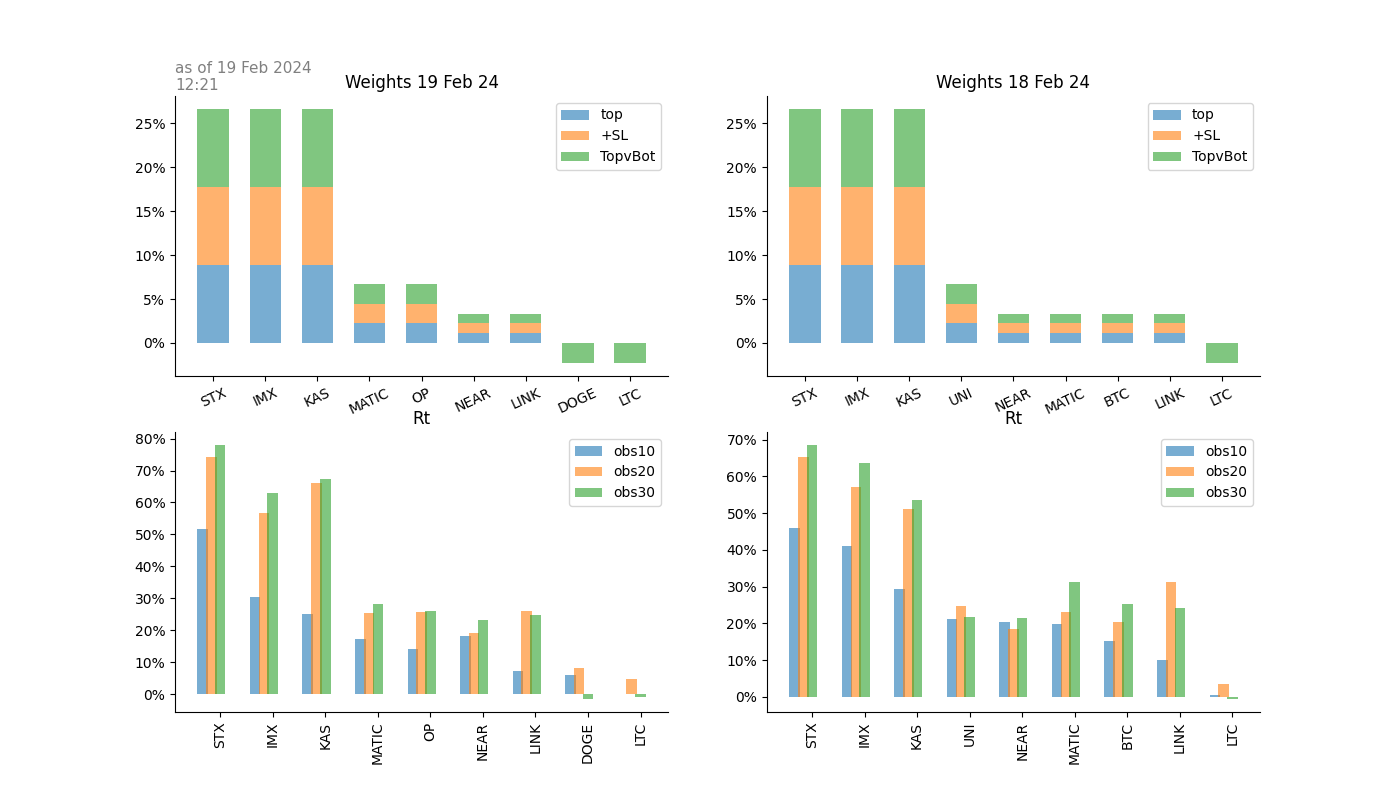 as of 19 Feb 2024
12:21
Weights 19 Feb 24
25%
20%
15%
10%
5%
0%
top
+SL
TopvBot
STX IMX KAS MATIC OP NEAR LINK DOGE LTC
Weights 18 Feb 24
25%
20%
15%
10%
5%
0%
top
+SL
TopvBot
STX IMX KAS UNI NEAR MATIC BTC LINK LTC
Rt
80%
70%
60%
50%
40%
30%
20%
10%
0%
obs10
obs20
obs30
STX IMX KAS MATIC OP NEAR LINK DOGE LTC
Rt
70%
60%
50%
40%
30%
20%
10%
0%
obs10
obs20
obs30
STX IMX KAS UNI NEAR MATIC BTC LINK LTC